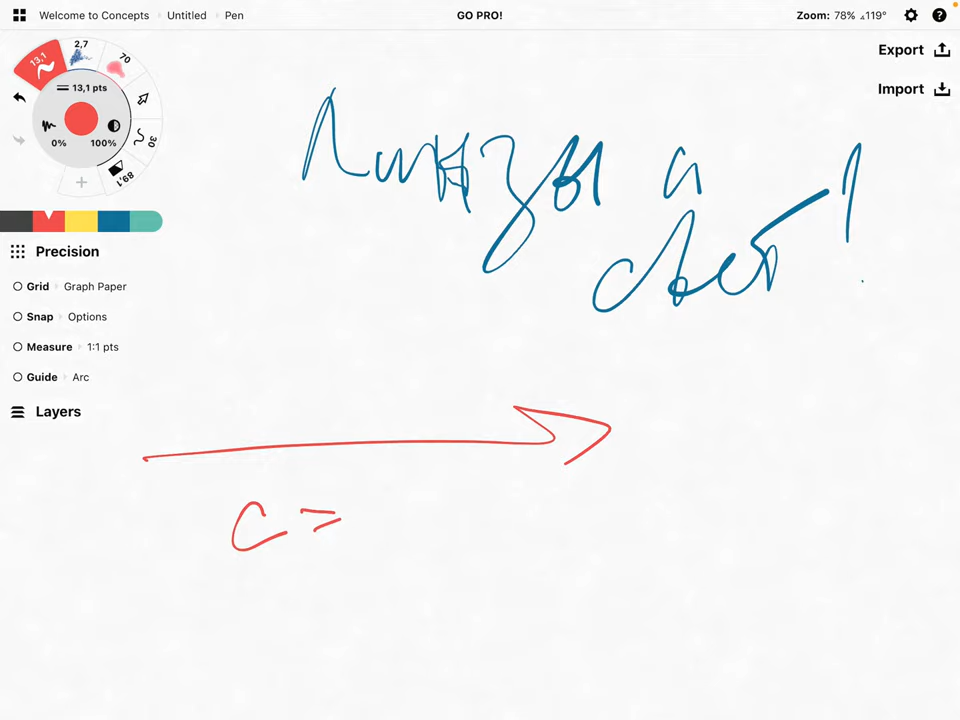 Welcome to Concepts Untitled Pen
GO PRO!
Zoom: 78% 119°
Export
Import
13,1
2,7
70
13,1 pts
0%
100%
30
89,1
Precision
Grid Graph Paper
Snap Options
Measure 1:1 pts
Guide Arc
Layers
Линзы и
свет!
c =